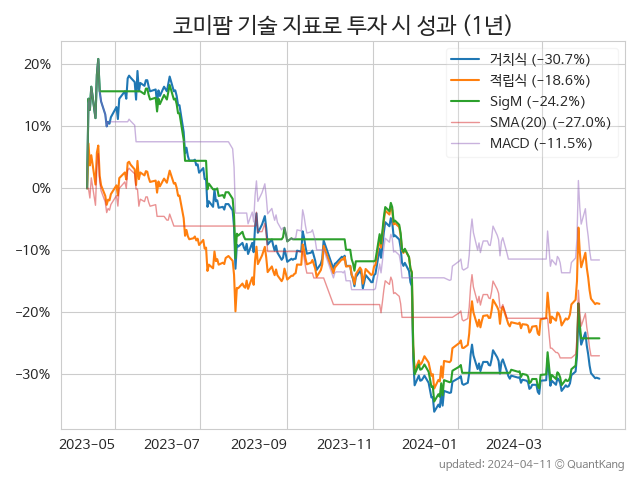 코미팜 기술 지표로 투자 시 성과 (1년)
거치식 (−30.7%)
적립식 (−18.6%)
SigM (−24.2%)
SMA(20) (−27.0%)
MACD (−11.5%)
20%
10%
0%
−10%
−20%
−30%
2023-05 2023-07 2023-09 2023-11 2024-01 2024-03
updated: 2024-04-11 © QuantKang